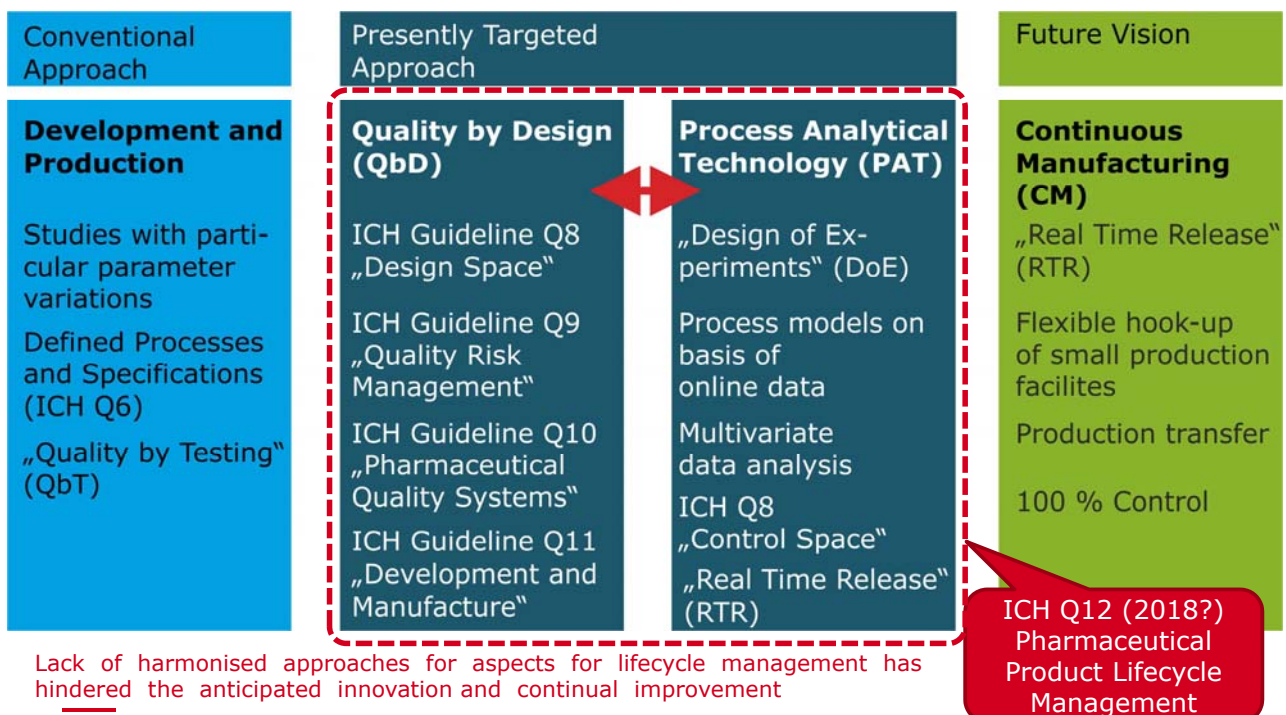 Conventional
Approach
Development and
Production
Studies with parti-
cular parameter
variations
Defined Processes
and Specifications
(ICH Q6)
„Quality by Testing“
(QbT)
Presently Targeted
Approach
Quality by Design
(QbD)
ICH Guideline Q8
„Design Space“
ICH Guideline Q9
„Quality Risk
Management“
ICH Guideline Q10
„Pharmaceutical
Quality Systems“
ICH Guideline Q11
„Development and
Manufacture“
Process Analytical
Technology (PAT)
„Design of Ex-
periments“ (DoE)
Process models on
basis of
online data
Multivariate
data analysis
ICH Q8
„Control Space“
„Real Time Release“
(RTR)
Future Vision
Continuous
Manufacturing
(CM)
„Real Time Release“
(RTR)
Flexible hook-up
of small production
facilites
Production transfer
100 % Control
ICH Q12 (2018?)
Pharmaceutical
Product Lifecycle
Management
Lack of harmonised approaches for aspects for lifecycle management has
hindered the anticipated innovation and continual improvement